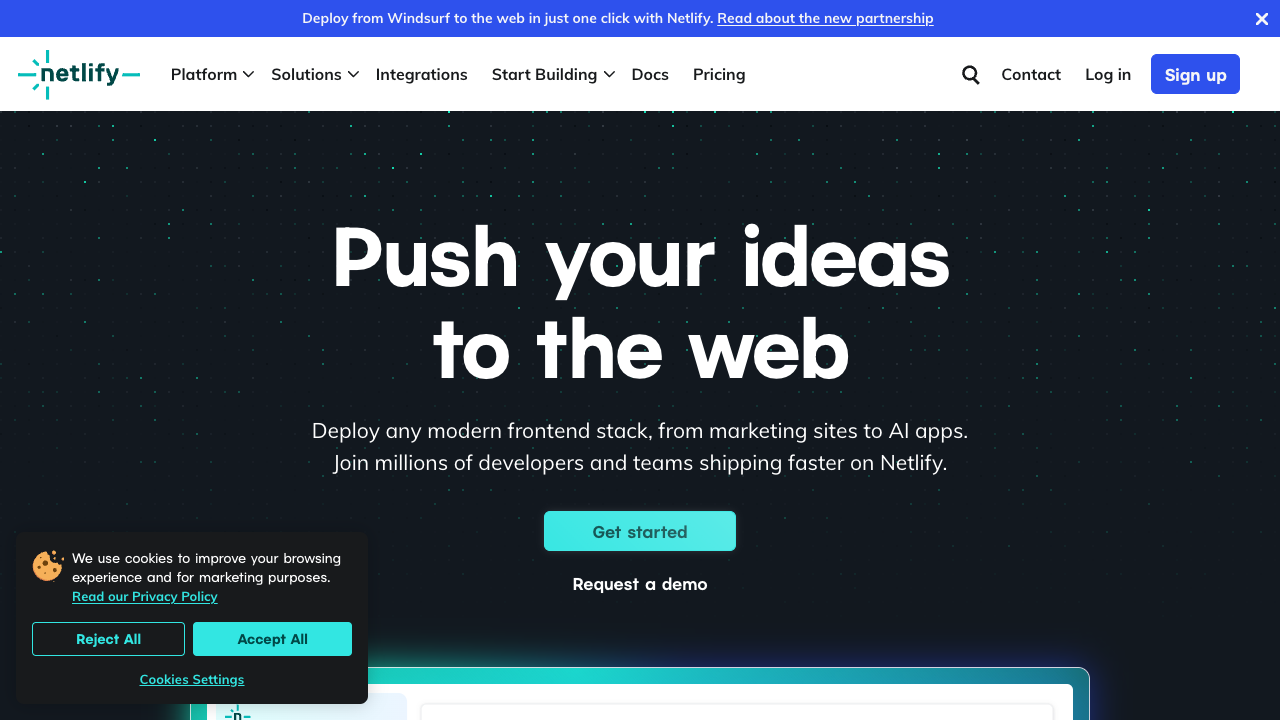 Deploy from Windsurf to the web in just one click with Netlify. Read about the new partnership
netlify
Platform Solutions Integrations Start Building Docs Pricing Contact Log in Sign up
Push your ideas
to the web
Deploy any modern frontend stack, from marketing sites to AI apps.
Join millions of developers and teams shipping faster on Netlify.
Get started
Request a demo
We use cookies to improve your browsing
experience and for marketing purposes.
Read our Privacy Policy
Reject All Accept All
Cookies Settings
n